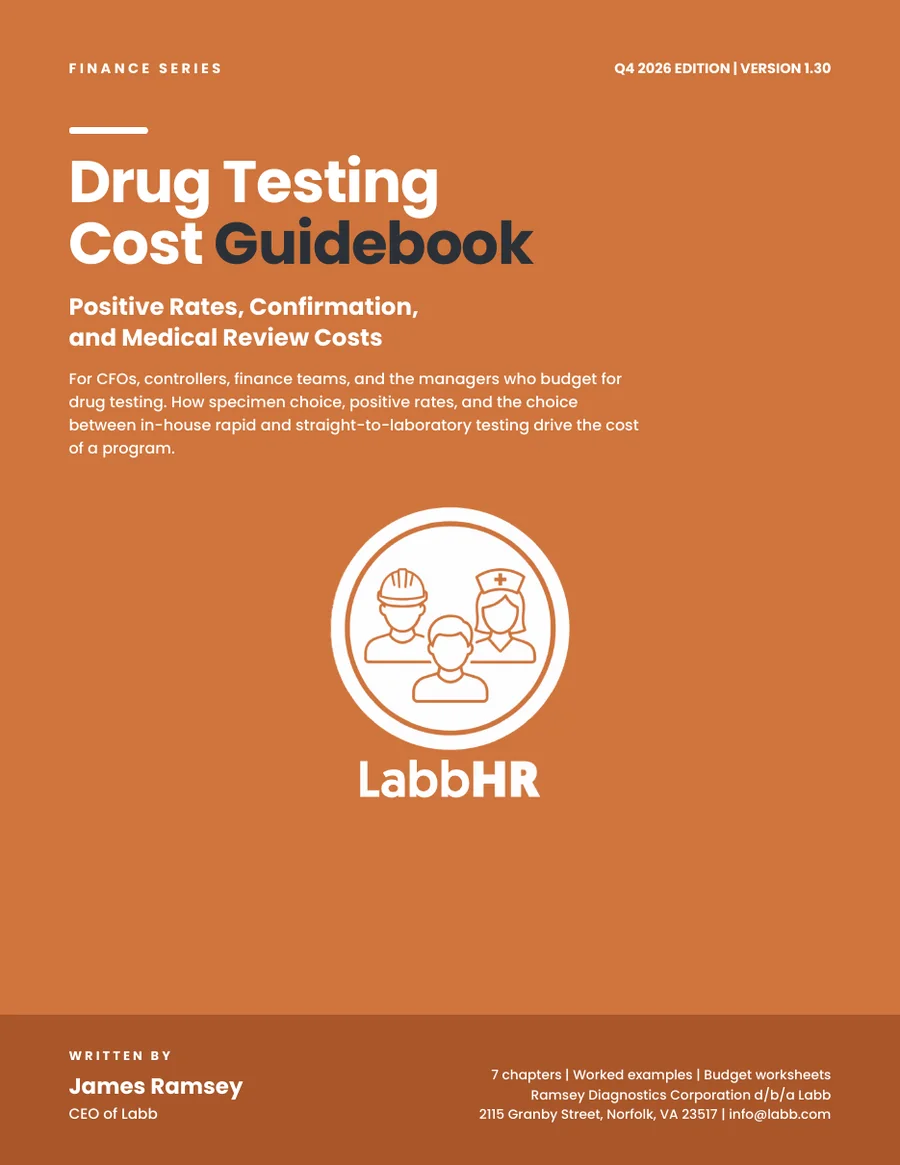 FINANCE SERIES
Q4 2026 EDITION | VERSION 1.30
Drug Testing
Cost Guidebook
Positive Rates, Confirmation,
and Medical Review Costs
For CFOs, controllers, finance teams, and the managers who budget for
drug testing. How specimen choice, positive rates, and the choice
between in-house rapid and straight-to-laboratory testing drive the cost
of a program.
LabbHR
WRITTEN BY
James Ramsey
CEO of Labb
7 chapters | Worked examples | Budget worksheets
Ramsey Diagnostics Corporation d/b/a Labb
2115 Granby Street, Norfolk, VA 23517 | info@labb.com